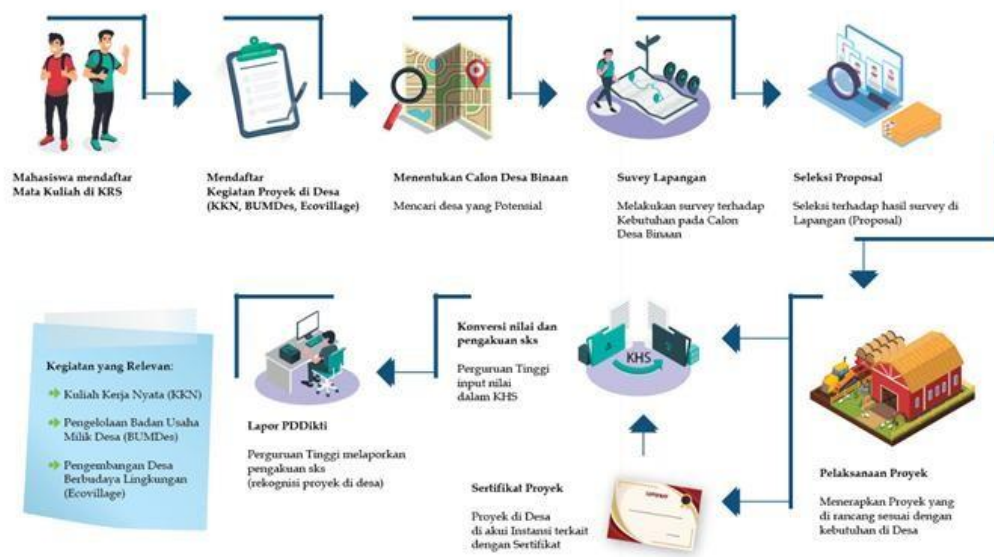 Mahasiswa mendaftar
Mata Kuliah di KRS
Mendaftar
Kegiatan Proyek di Desa
(KKN, BUMDes, Ecovillage)
Menentukan Calon Desa Binaan
Mencari desa yang Potensial
Suvey Lapangan
Melakukan survey terhadap
Kebutuhan pada Calon
Desa Binaan
Seleksi Proposal
Seleksi terhadap hasil survey di
Lapangan (Proposal)
Pelaksanaan Proyek
Menerapkan Proyek yang
di rancang sesuai dengan
kebutuhan di Desa
KHS
Konversi nilai dan
pengakuan sks
Perguruan Tinggi
input nilai
dalam KHS
Sertifikat Proyek
Proyek di Desa
di akui Instansi terkait
dengan Sertifikat
Lapor PDDikti
Perguruan Tinggi melaporkan
pengakuan sks
(rekognisi proyek di desa)
Kegiatan yang Relevan:
Kuliah Kerja Nyata (KKN)
Pengelolaan Badan Usaha
Milik Desa (BUMDes)
Pengembangan Desa
Berbudaya Lingkungan
(Ecovillage)